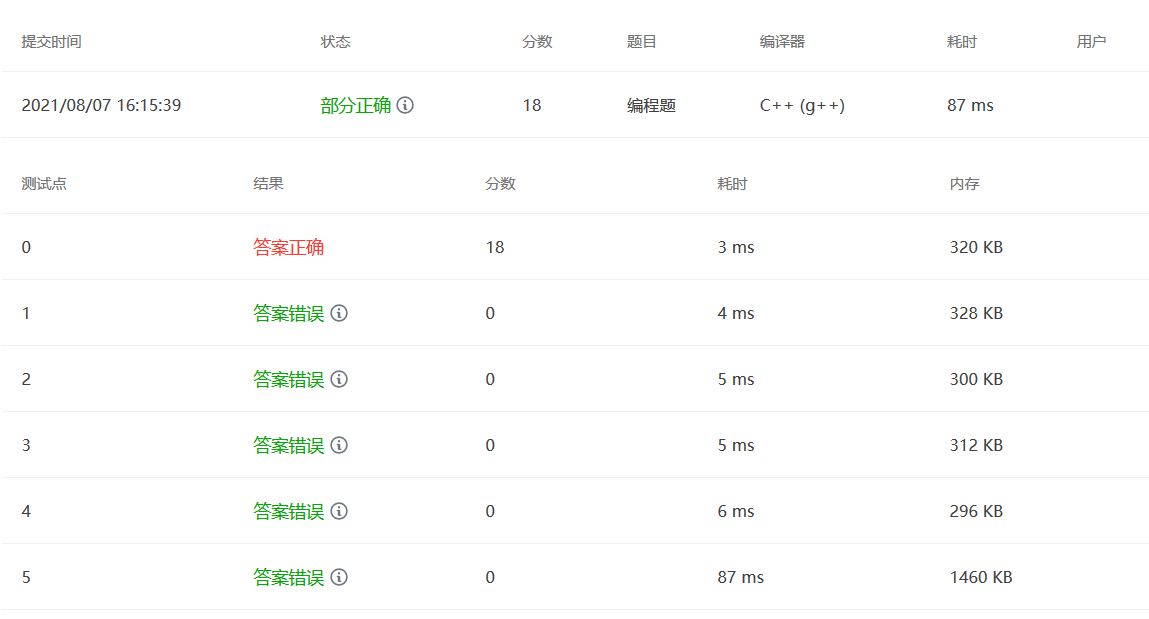 提交时间 状态 分数 题目 编译器 耗时 用户
2021/08/07 16:15:39 部分正确 18 编程题 C++ (g++) 87 ms
测试点 结果 分数 耗时 内存
0 答案正确 18 3 ms 320 KB
1 答案错误 0 4 ms 328 KB
2 答案错误 0 5 ms 300 KB
3 答案错误 0 5 ms 312 KB
4 答案错误 0 6 ms 296 KB
5 答案错误 0 87 ms 1460 KB